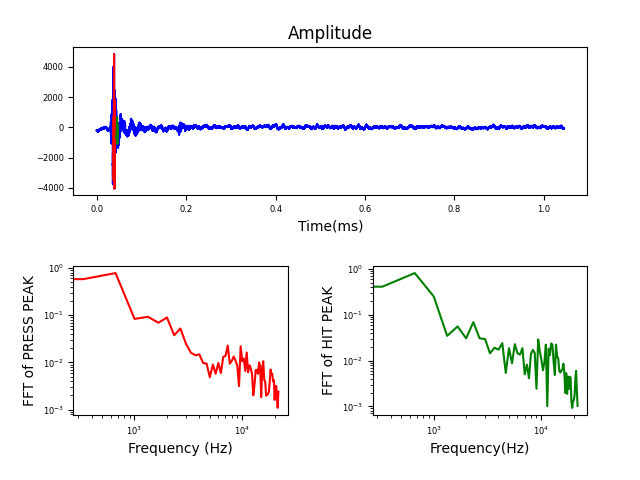 Amplitude
4000
2000
0
−2000
−4000
0.0 0.2 0.4 0.6 0.8 1.0
Time(ms)
FFT of PRESS PEAK
10⁰
10⁻¹
10⁻²
10⁻³
10³ 10⁴
Frequency (Hz)
FFT of HIT PEAK
10⁰
10⁻¹
10⁻²
10⁻³
10³ 10⁴
Frequency(Hz)